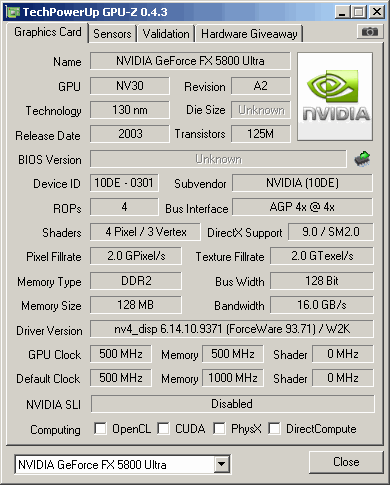 TechPowerUp GPU-Z 0.4.3
Graphics Card Sensors Validation Hardware Giveaway
Name NVIDIA GeForce FX 5800 Ultra
GPU NV30 Revision A2
Technology 130 nm Die Size Unknown
Release Date 2003 Transistors 125M
NVIDIA
BIOS Version Unknown
Device ID 10DE - 0301 Subvendor NVIDIA (10DE)
ROPs 4 Bus Interface AGP 4x @ 4x
Shaders 4 Pixel / 3 Vertex DirectX Support 9.0 / SM2.0
Pixel Fillrate 2.0 GPixel/s Texture Fillrate 2.0 GTexel/s
Memory Type DDR2 Bus Width 128 Bit
Memory Size 128 MB Bandwidth 16.0 GB/s
Driver Version nv4_disp 6.14.10.9371 (ForceWare 93.71) / W2K
GPU Clock 500 MHz Memory 500 MHz Shader 0 MHz
Default Clock 500 MHz Memory 1000 MHz Shader 0 MHz
NVIDIA SLI Disabled
Computing OpenCL CUDA PhysX DirectCompute
NVIDIA GeForce FX 5800 Ultra Close